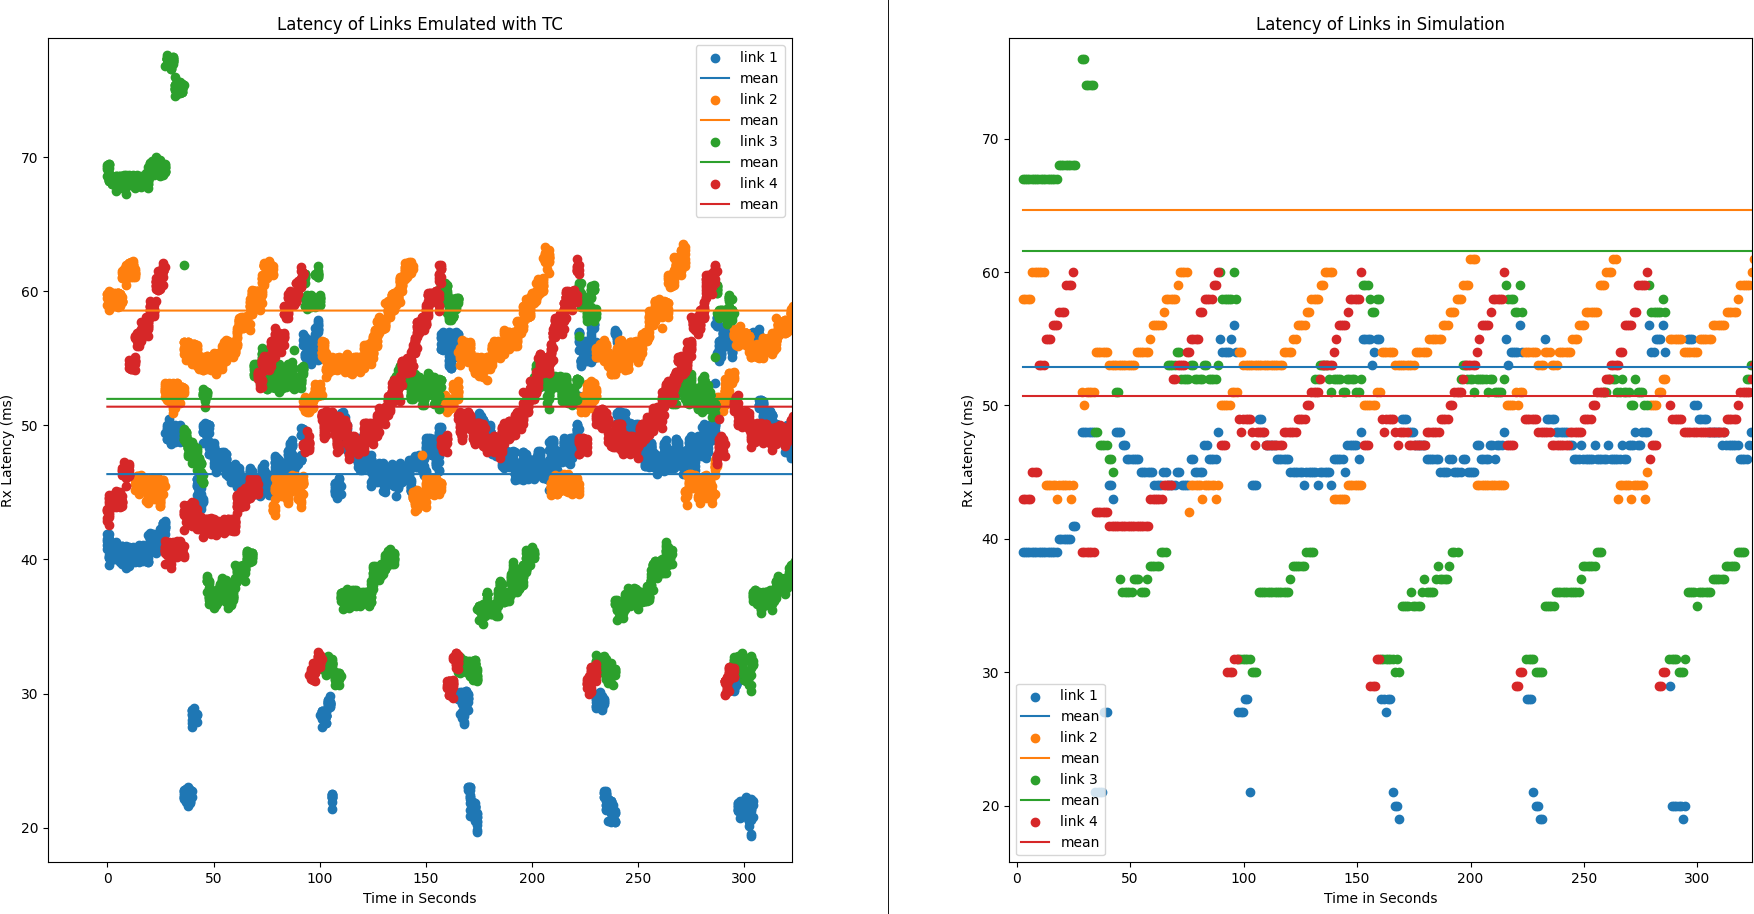 Latency of Links Emulated with TC
link 1
mean
link 2
mean
link 3
mean
link 4
mean
70
60
50
40
30
20
Rx Latency (ms)
0 50 100 150 200 250 300
Time in Seconds
Latency of Links in Simulation
70
60
50
40
30
20
Rx Latency (ms)
link 1
mean
link 2
mean
link 3
mean
link 4
mean
0 50 100 150 200 250 300
Time in Seconds